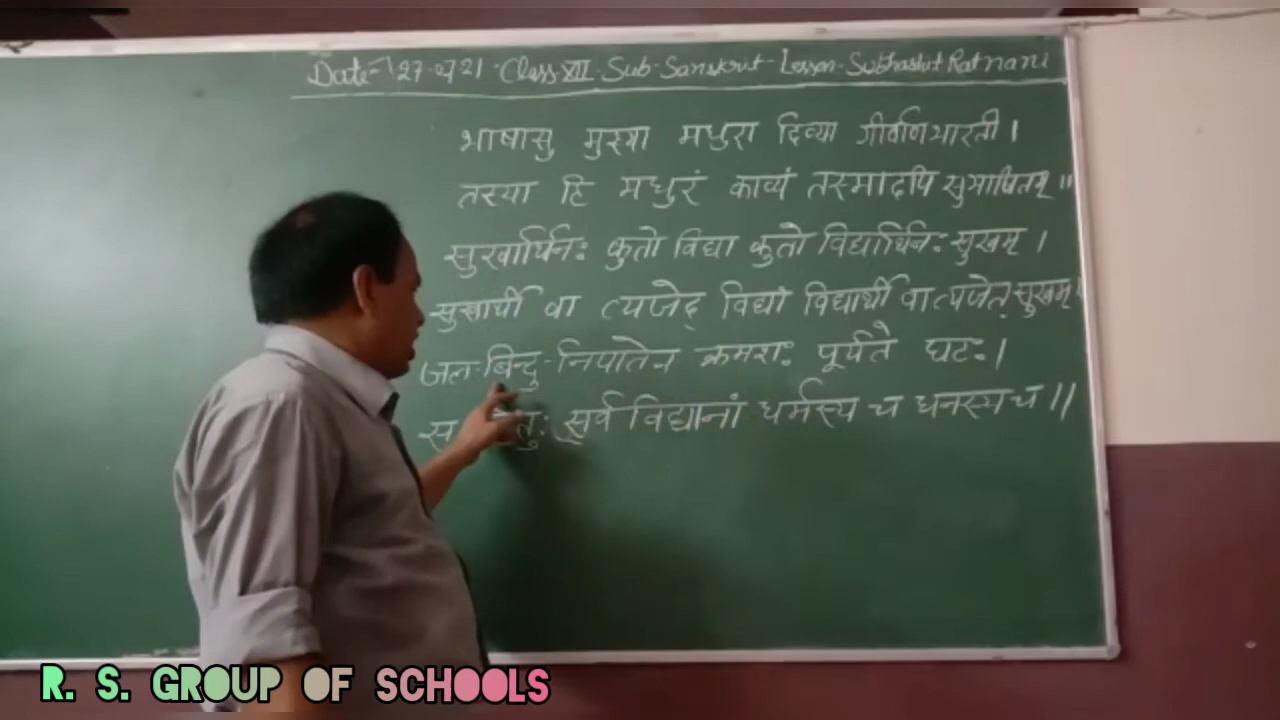 Date - 27-07-21 - Class XII - Sub - Sanskrit - Lesson - Subhashit Ratnani
भाषासु मुख्या मधुरा दिव्या गीर्वाणभारती ।
तस्या हि मधुरं काव्यं तस्मादपि सुभाषितम् ॥
सुखार्थिनः कुतो विद्या कुतो विद्यार्थिनः सुखम् ।
सुखार्थी वा त्यजेद् विद्यां विद्यार्थी वा त्यजेत् सुखम् ।
जल-बिन्दु-निपातेन क्रमशः पूर्यते घटः ।
स सर्व विद्यानां धर्मस्य च धनस्य च ॥
R. S. GROUP OF SCHOOLS